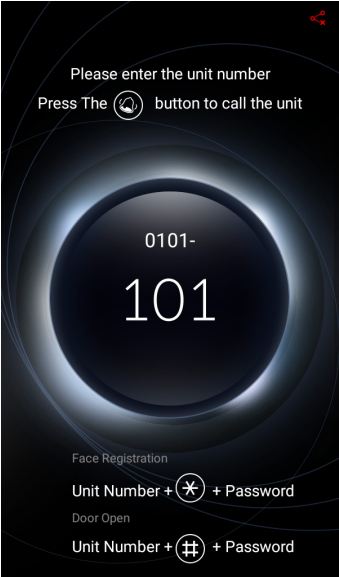 Please enter the unit number
Press The button to call the unit
0101-
101
Face Registration
Unit Number + * + Password
Door Open
Unit Number + # + Password